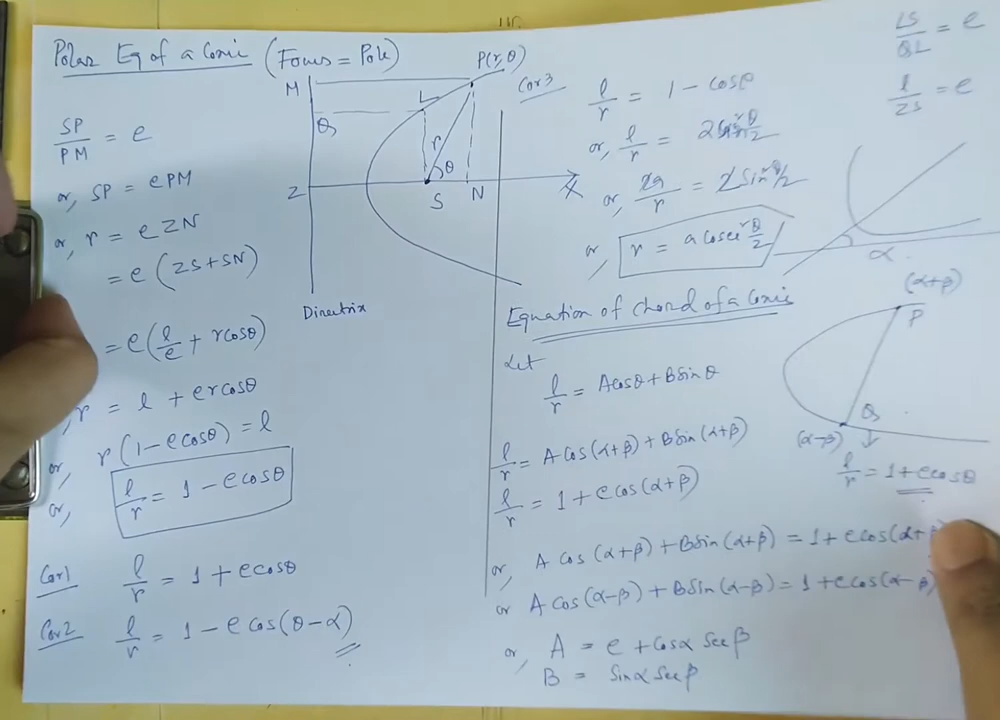 Polar Eq of a Conic (Focus = Pole)
SP/PM = e
or, SP = ePM
or, r = e ZN
= e (ZS + SN)
= e (l/e + r cosθ)
, r = l + er cosθ
or, r (1 - e cosθ) = l
or, l/r = 1 - e cosθ
Cor1 l/r = 1 + e cosθ
Cor2 l/r = 1 - e cos(θ - α)
M
P(r, θ)
L
Q
r
θ
Z
S
N
X
Directrix
Cor3
l/r = 1 - cosθ
or, l/r = 2 sin²θ/2
or, 2a/r = 2 sin²θ/2
or, r = a cosec²θ/2
LS/QL = e
l/ZS = e
α
Equation of chord of a Conic
Let
l/r = A cosθ + B sinθ
l/r = A cos(α+β) + B sin(α+β)
l/r = 1 + e cos(α+β)
or, A cos(α+β) + B sin(α+β) = 1 + e cos(α+
or A cos(α-β) + B sin(α-β) = 1 + e cos(α-β)
or, A = e + cosα secβ
B = sinα secβ
(α+β)
P
Q
(α-β)
l/r = 1 + e cosθ